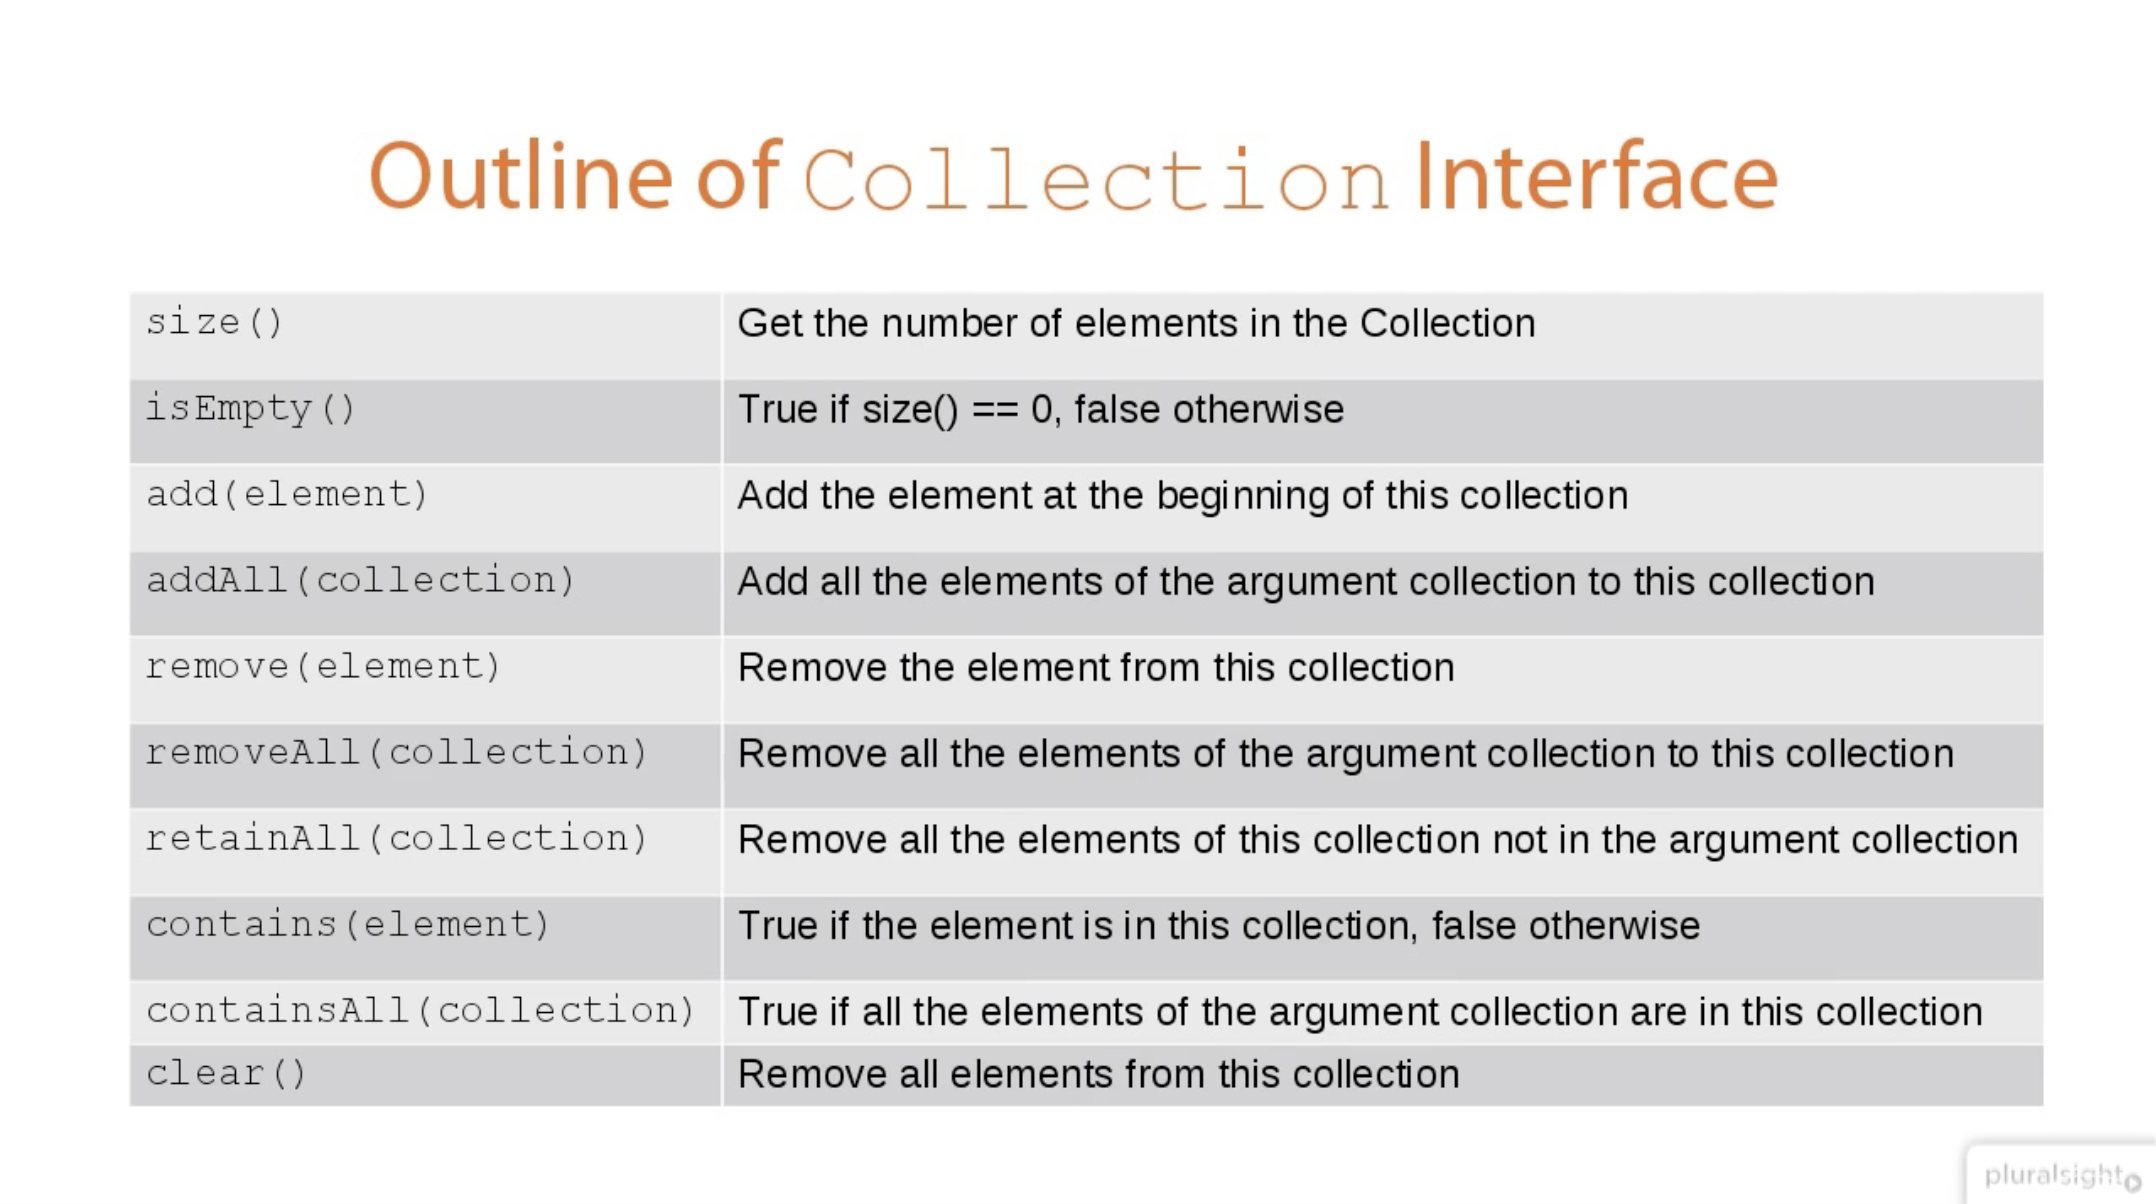 Outline of Collection Interface
size() Get the number of elements in the Collection
isEmpty() True if size() == 0, false otherwise
add(element) Add the element at the beginning of this collection
addAll(collection) Add all the elements of the argument collection to this collection
remove(element) Remove the element from this collection
removeAll(collection) Remove all the elements of the argument collection to this collection
retainAll(collection) Remove all the elements of this collection not in the argument collection
contains(element) True if the element is in this collection, false otherwise
containsAll(collection) True if all the elements of the argument collection are in this collection
clear() Remove all elements from this collection
pluralsight